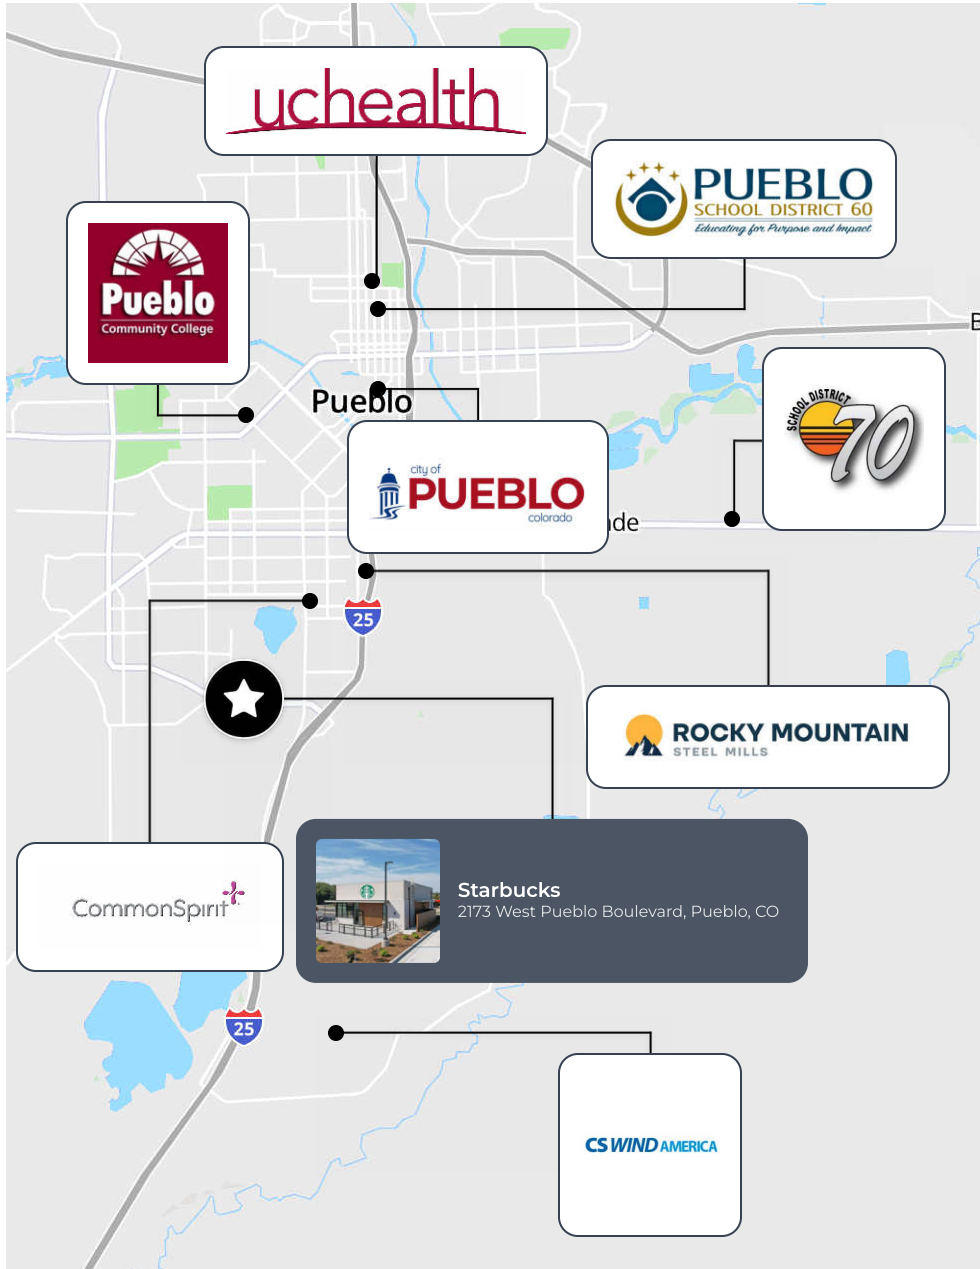 uchealth
PUEBLO
SCHOOL DISTRICT 60
Educating for Purpose and Impact
Pueblo
Community College
SCHOOL DISTRICT
70
Pueblo
city of
PUEBLO
colorado
25
ROCKY MOUNTAIN
STEEL MILLS
CommonSpirit
Starbucks
2173 West Pueblo Boulevard, Pueblo, CO
25
CS WIND AMERICA